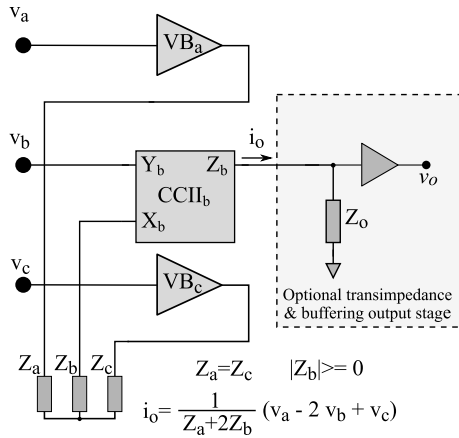 v_a
VB_a
v_b
Y_b
Z_b
CCII_b
X_b
i_o
Z_o
v_o
v_c
VB_c
Optional transimpedance
& buffering output stage
Z_a
Z_b
Z_c
Z_a=Z_c |Z_b|>= 0
i_o= 1/(Z_a+2Z_b) (v_a - 2 v_b + v_c)